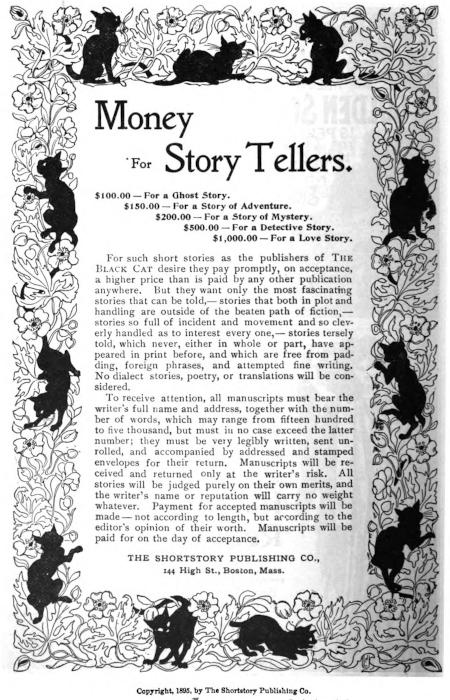 Money
For Story Tellers.
$100.00 — For a Ghost Story.
$150.00 — For a Story of Adventure.
$200.00 — For a Story of Mystery.
$500.00 — For a Detective Story.
$1,000.00 — For a Love Story.
For such short stories as the publishers of THE
BLACK CAT desire they pay promptly, on acceptance,
a higher price than is paid by any other publication
anywhere. But they want only the most fascinating
stories that can be told,— stories that both in plot and
handling are outside of the beaten path of fiction,—
stories so full of incident and movement and so clev-
erly handled as to interest every one,— stories tersely
told, which never, either in whole or part, have ap-
peared in print before, and which are free from pad-
ding, foreign phrases, and attempted fine writing.
No dialect stories, poetry, or translations will be con-
sidered.
To receive attention, all manuscripts must bear the
writer's full name and address, together with the num-
ber of words, which may range from fifteen hundred
to five thousand, but must in no case exceed the latter
number; they must be very legibly written, sent un-
rolled, and accompanied by addressed and stamped
envelopes for their return. Manuscripts will be re-
ceived and returned only at the writer's risk. All
stories will be judged purely on their own merits, and
the writer's name or reputation will carry no weight
whatever. Payment for accepted manuscripts will be
made — not according to length, but according to the
editor's opinion of their worth. Manuscripts will be
paid for on the day of acceptance.
THE SHORTSTORY PUBLISHING CO.,
144 High St., Boston, Mass.
Copyright, 1895, by The Shortstory Publishing Co.